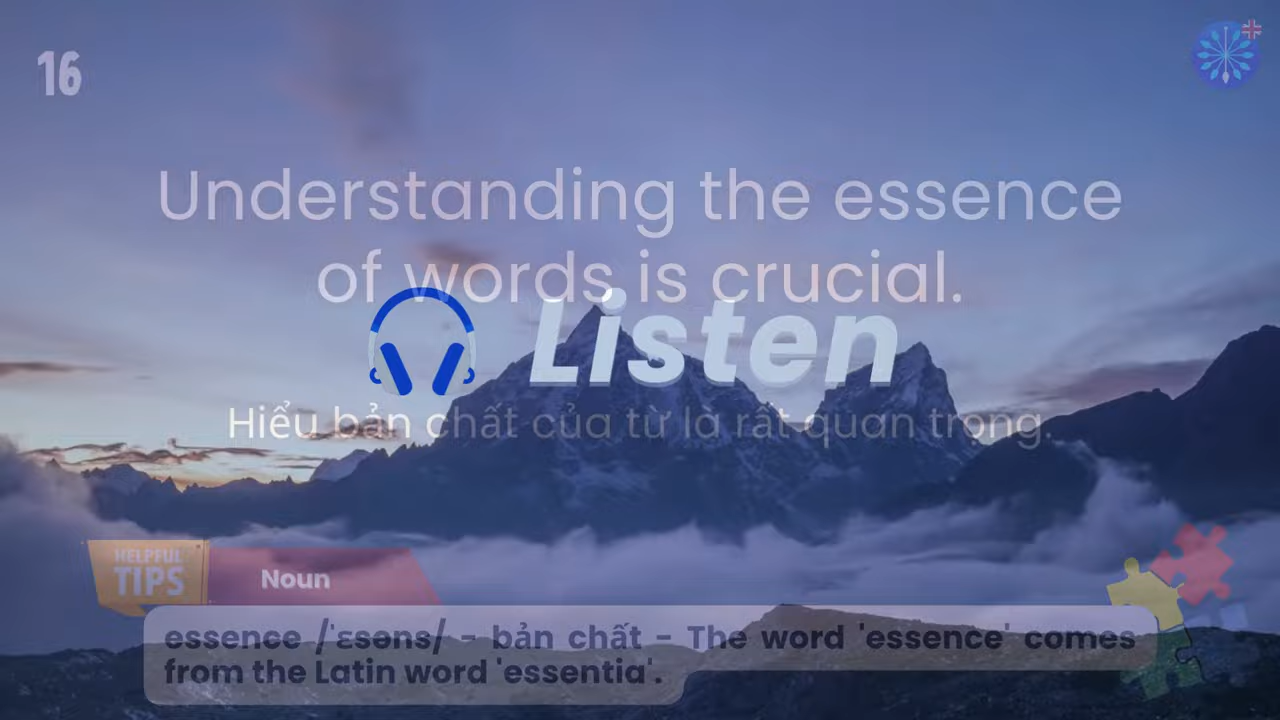 16
Understanding the essence
of words is crucial.
Listen
Hiểu bản chất của từ là rất quan trọng.
HELPFUL
TIPS
Noun
essence /ˈɛsəns/ - bản chất - The word 'essence' comes
from the Latin word 'essentia'.